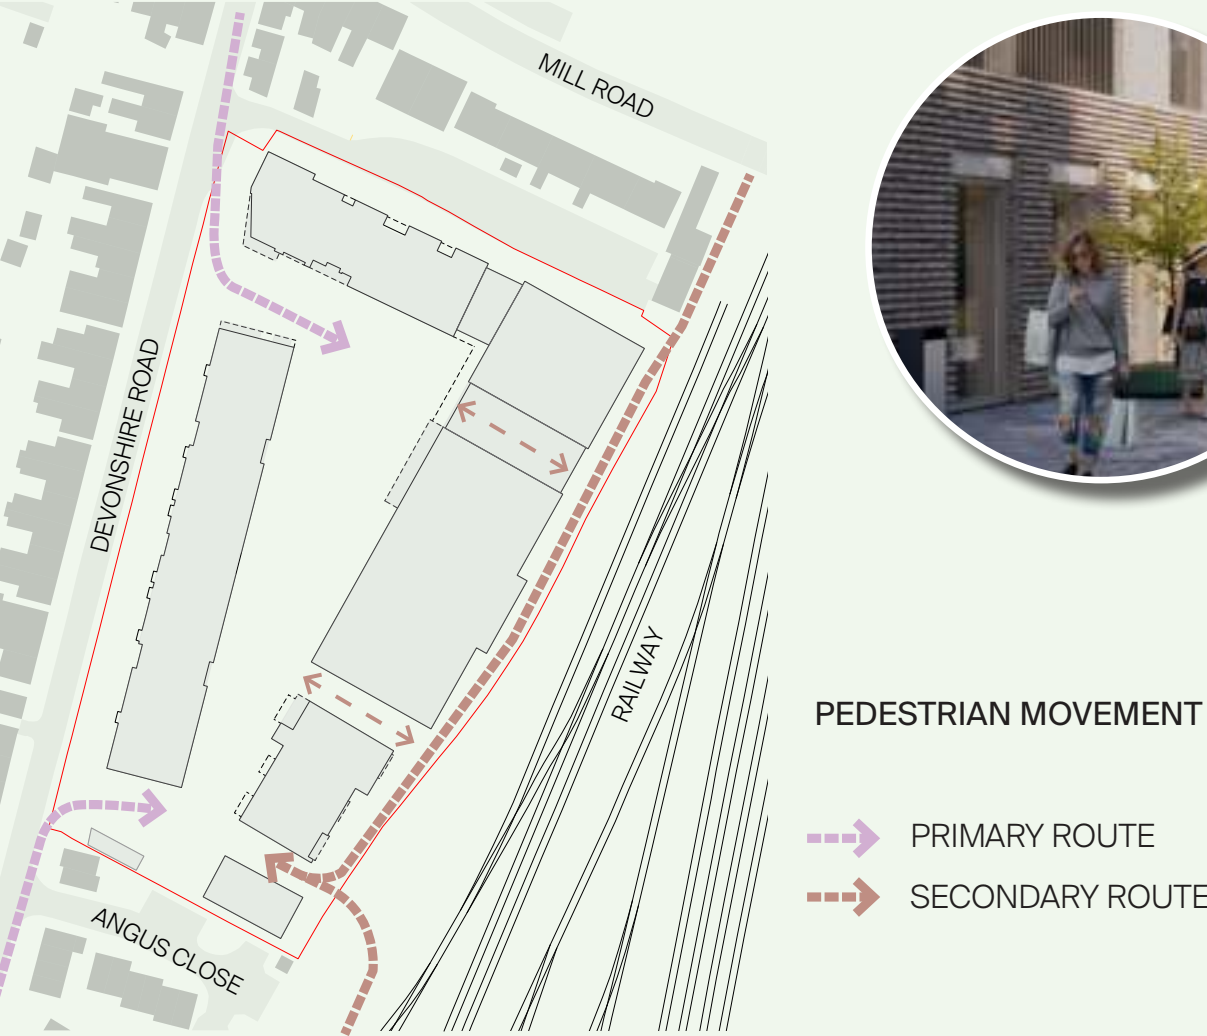 MILL ROAD
DEVONSHIRE ROAD
RAILWAY
ANGUS CLOSE
PEDESTRIAN MOVEMENT
PRIMARY ROUTE
SECONDARY ROUTE